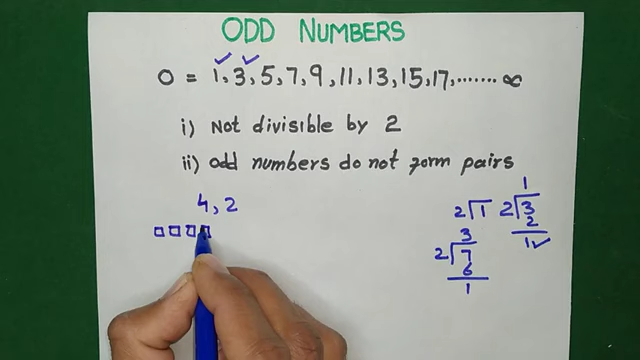 ODD NUMBERS
O = 1, 3, 5, 7, 9, 11, 13, 15, 17, ....... ∞
i) Not divisible by 2
ii) Odd numbers do not form pairs
4, 2
2⟌1
1
2⟌3
2
1
3
2⟌7
6
1